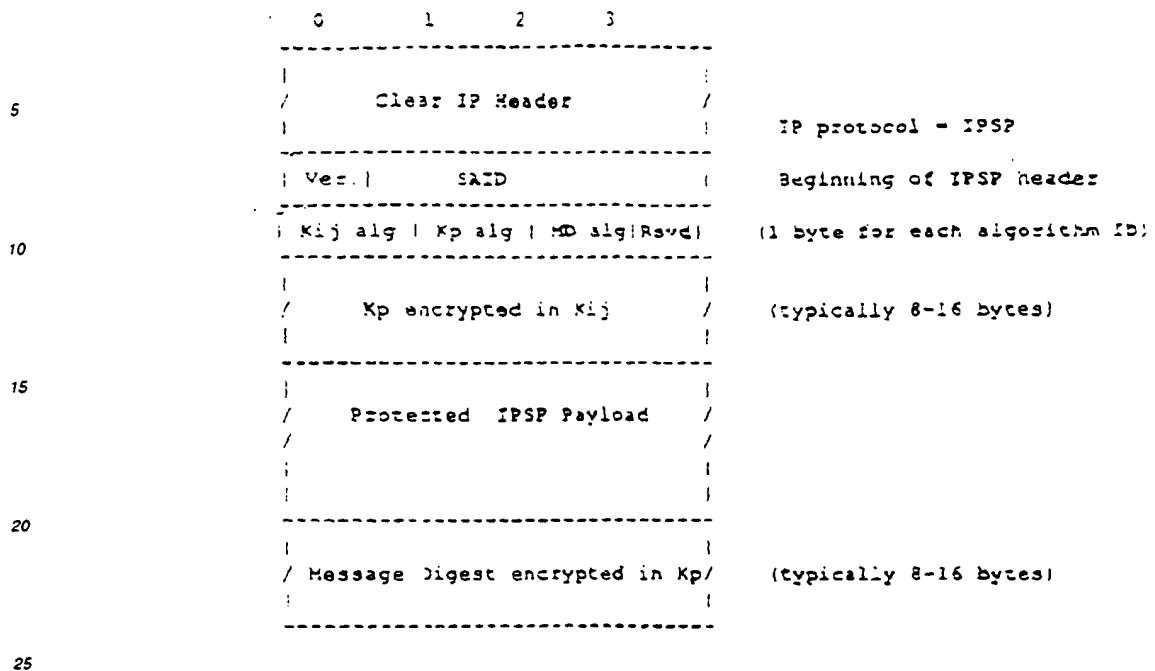 0 1 2 3
Clear IP Header
5
IP protocol = IPSP
Ver. | SAID Beginning of IPSP header
Kij alg | Kp alg | MD alg|Rsvd| (1 byte for each algorithm ID)
10
Kp encrypted in Kij (typically 8-16 bytes)
15
Protected IPSP Payload
20
Message Digest encrypted in Kp (typically 8-16 bytes)
25